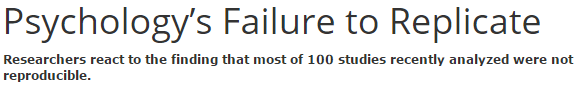 Psychology’s Failure to Replicate
Researchers react to the finding that most of 100 studies recently analyzed were not
reproducible.